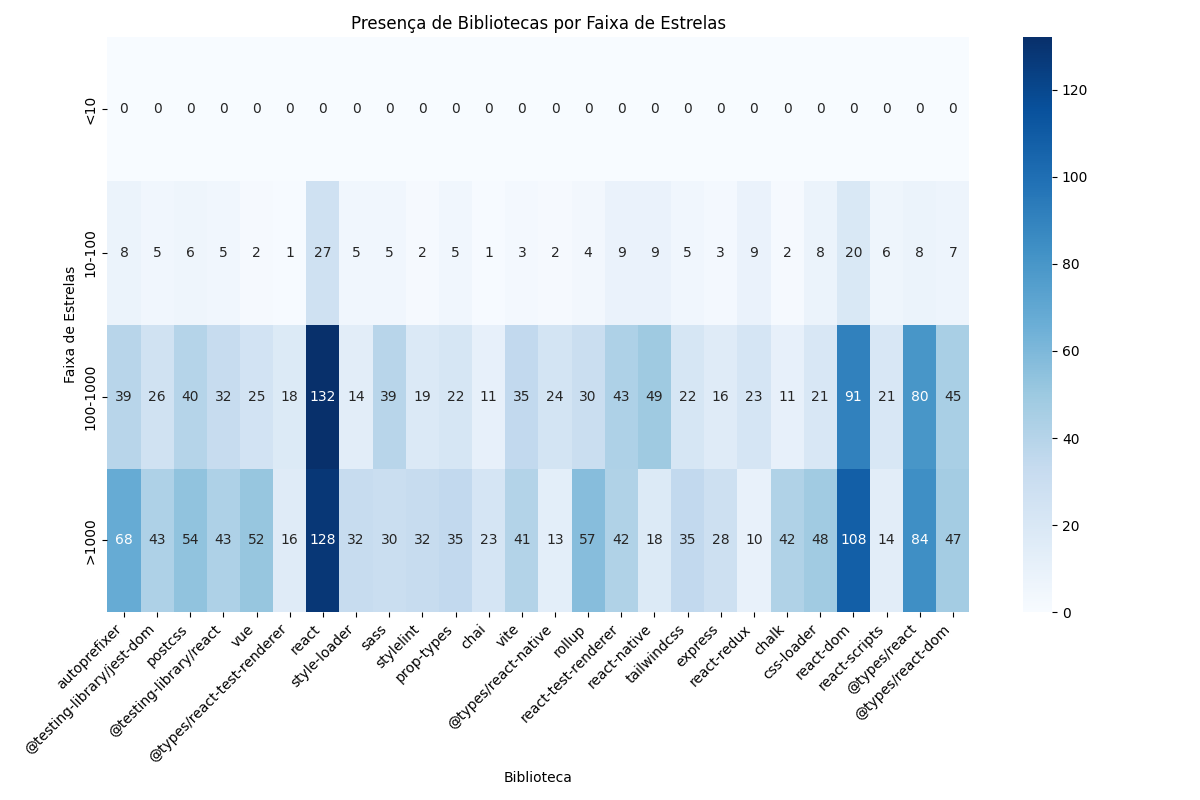 Presença de Bibliotecas por Faixa de Estrelas
Faixa de Estrelas
<10
0 0 0 0 0 0 0 0 0 0 0 0 0 0 0 0 0 0 0 0 0 0 0 0 0 0
10-100
8 5 6 5 2 1 27 5 5 2 5 1 3 2 4 9 9 5 3 9 2 8 20 6 8 7
100-1000
39 26 40 32 25 18 132 14 39 19 22 11 35 24 30 43 49 22 16 23 11 21 91 21 80 45
>1000
68 43 54 43 52 16 128 32 30 32 35 23 41 13 57 42 18 35 28 10 42 48 108 14 84 47
autoprefixer
@testing-library/jest-dom
postcss
@testing-library/react
vue
@types/react-test-renderer
react
style-loader
sass
stylelint
prop-types
chai
vite
@types/react-native
rollup
react-test-renderer
react-native
tailwindcss
express
react-redux
chalk
css-loader
react-dom
react-scripts
@types/react
@types/react-dom
Biblioteca
120
100
80
60
40
20
0